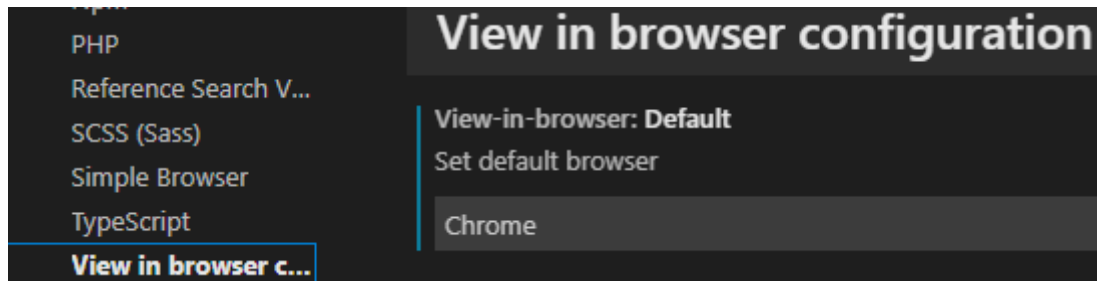 PHP
Reference Search V...
SCSS (Sass)
Simple Browser
TypeScript
View in browser c...
View in browser configuration
View-in-browser: Default
Set default browser
Chrome